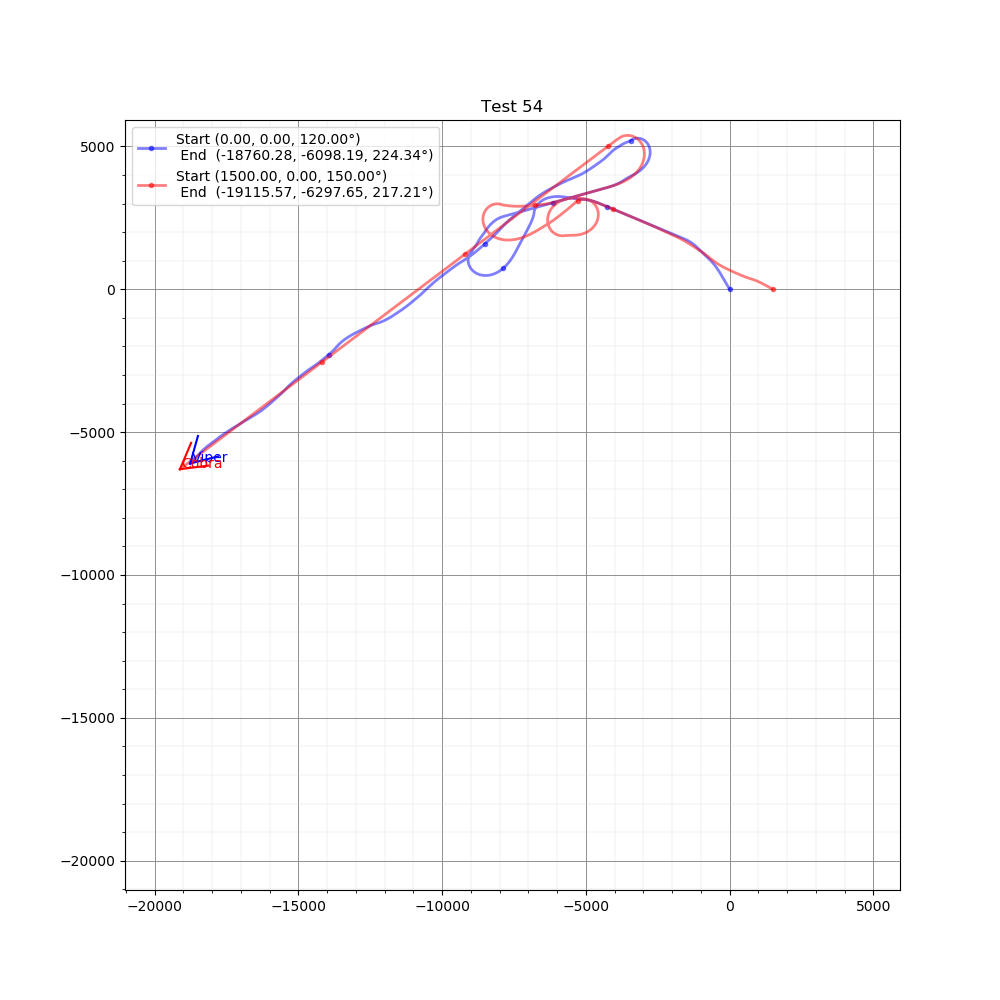 Test 54
Start (0.00, 0.00, 120.00°)
End (-18760.28, -6098.19, 224.34°)
Start (1500.00, 0.00, 150.00°)
End (-19115.57, -6297.65, 217.21°)
5000
0
−5000
−10000
−15000
−20000
−20000
−15000
−10000
−5000
0
5000